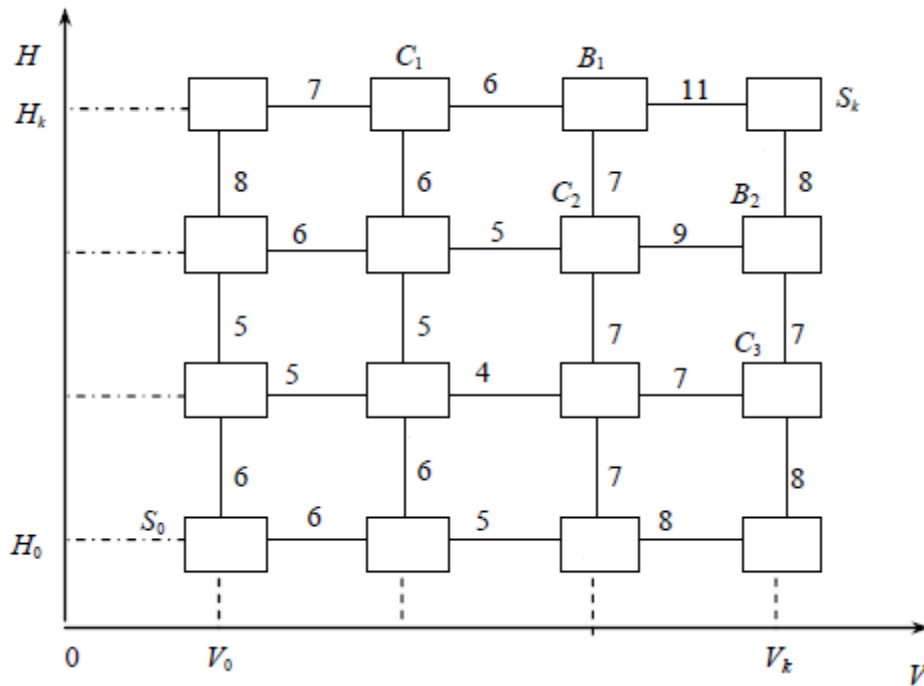 H C₁ B₁
7 6 11 Sₖ
Hₖ
8 6 C₂ 7 B₂ 8
6 5 9
5 5 7 C₃ 7
5 4 7
6 6 7 8
S₀ 6 5 8
H₀
0 V₀ Vₖ V